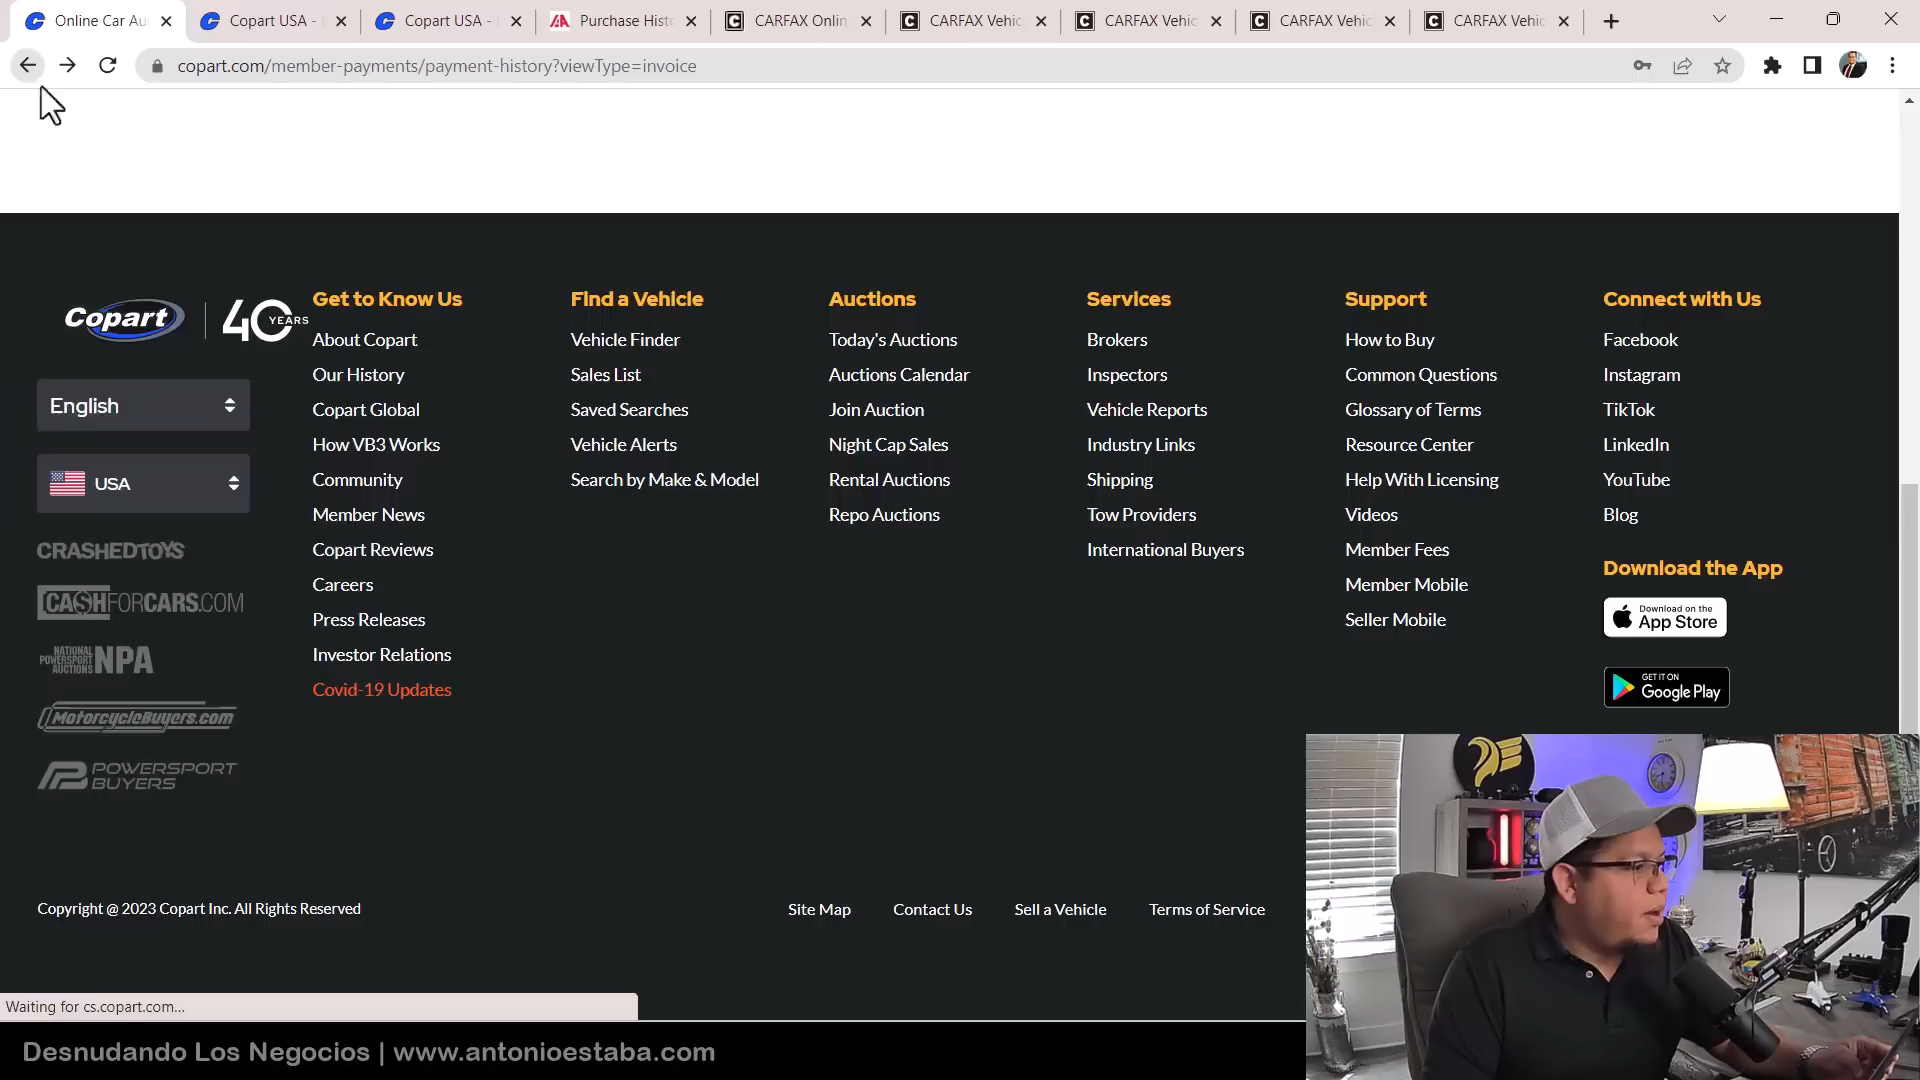 Online Car Au
Copart USA -
Copart USA -
Purchase Hist
CARFAX Onlin
CARFAX Vehic
CARFAX Vehic
CARFAX Vehic
CARFAX Vehic
copart.com/member-payments/payment-history?viewType=invoice
Copart
40 YEARS
English
USA
CRASHEDTOYS
CASHFORCARS.COM
NATIONAL POWERSPORT AUCTIONS NPA
MotorcycleBuyers.com
POWERSPORT BUYERS
Get to Know Us
About Copart
Our History
Copart Global
How VB3 Works
Community
Member News
Copart Reviews
Careers
Press Releases
Investor Relations
Covid-19 Updates
Find a Vehicle
Vehicle Finder
Sales List
Saved Searches
Vehicle Alerts
Search by Make & Model
Auctions
Today's Auctions
Auctions Calendar
Join Auction
Night Cap Sales
Rental Auctions
Repo Auctions
Services
Brokers
Inspectors
Vehicle Reports
Industry Links
Shipping
Tow Providers
International Buyers
Support
How to Buy
Common Questions
Glossary of Terms
Resource Center
Help With Licensing
Videos
Member Fees
Member Mobile
Seller Mobile
Connect with Us
Facebook
Instagram
TikTok
LinkedIn
YouTube
Blog
Download the App
Download on the
App Store
GET IT ON
Google Play
Copyright @ 2023 Copart Inc. All Rights Reserved
Site Map
Contact Us
Sell a Vehicle
Terms of Service
Waiting for cs.copart.com...
Desnudando Los Negocios | www.antonioestaba.com